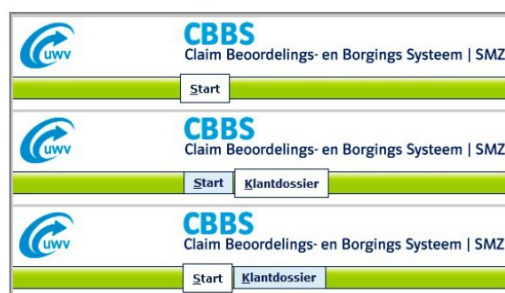 uwv
CBBS
Claim Beoordelings- en Borgings Systeem | SMZ
Start
uwv
CBBS
Claim Beoordelings- en Borgings Systeem | SMZ
Start Klantdossier
uwv
CBBS
Claim Beoordelings- en Borgings Systeem | SMZ
Start Klantdossier